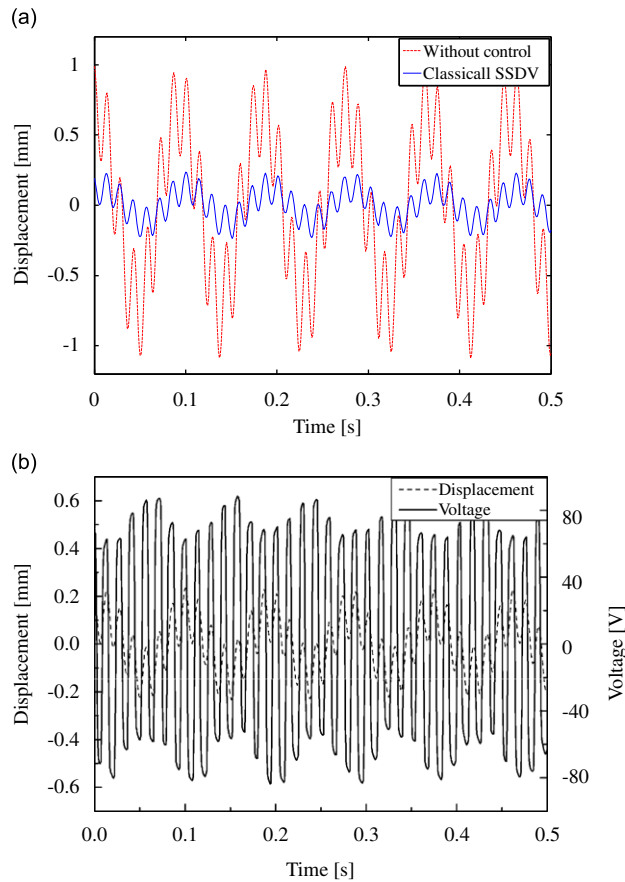 (a)
Without control
Classicall SSDV
1
0.5
0
-0.5
-1
Displacement [mm]
0 0.1 0.2 0.3 0.4 0.5
Time [s]
(b)
Displacement
Voltage
0.6
0.4
0.2
0.0
-0.2
-0.4
-0.6
Displacement [mm]
80
40
0
-40
-80
Voltage [V]
0.0 0.1 0.2 0.3 0.4 0.5
Time [s]